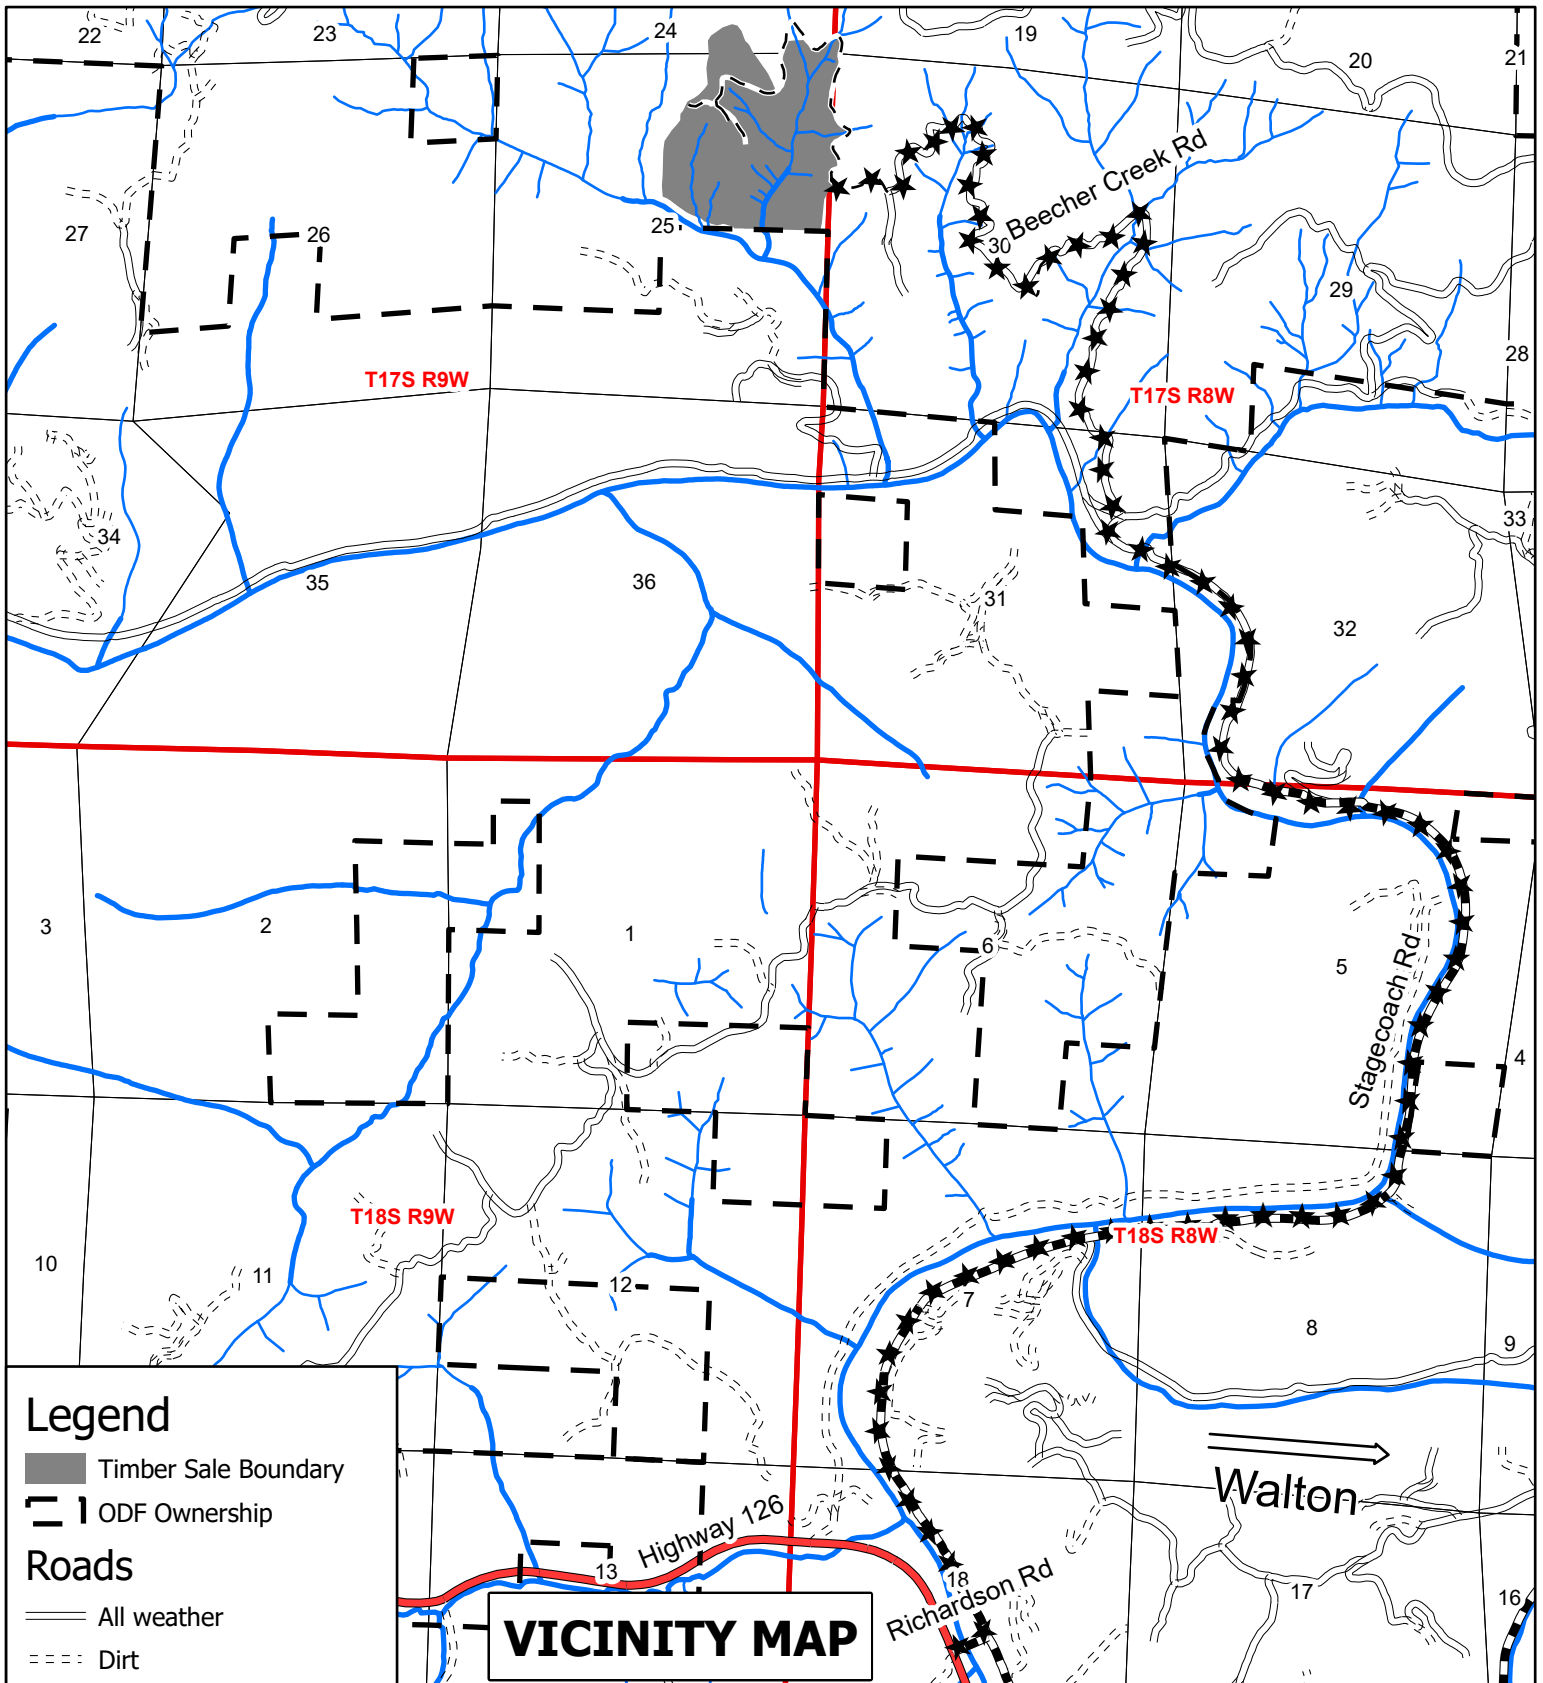 22
23
24
19
20
21
Beecher Creek Rd
27
26
25
30
29
28
T17S R9W
T17S R8W
34
35
36
31
32
33
3
2
1
6
5
4
Stagecoach Rd
T18S R9W
T18S R8W
10
11
12
7
8
9
Walton
Highway 126
13
18
Richardson Rd
17
16
Legend
Timber Sale Boundary
ODF Ownership
Roads
All weather
Dirt
VICINITY MAP